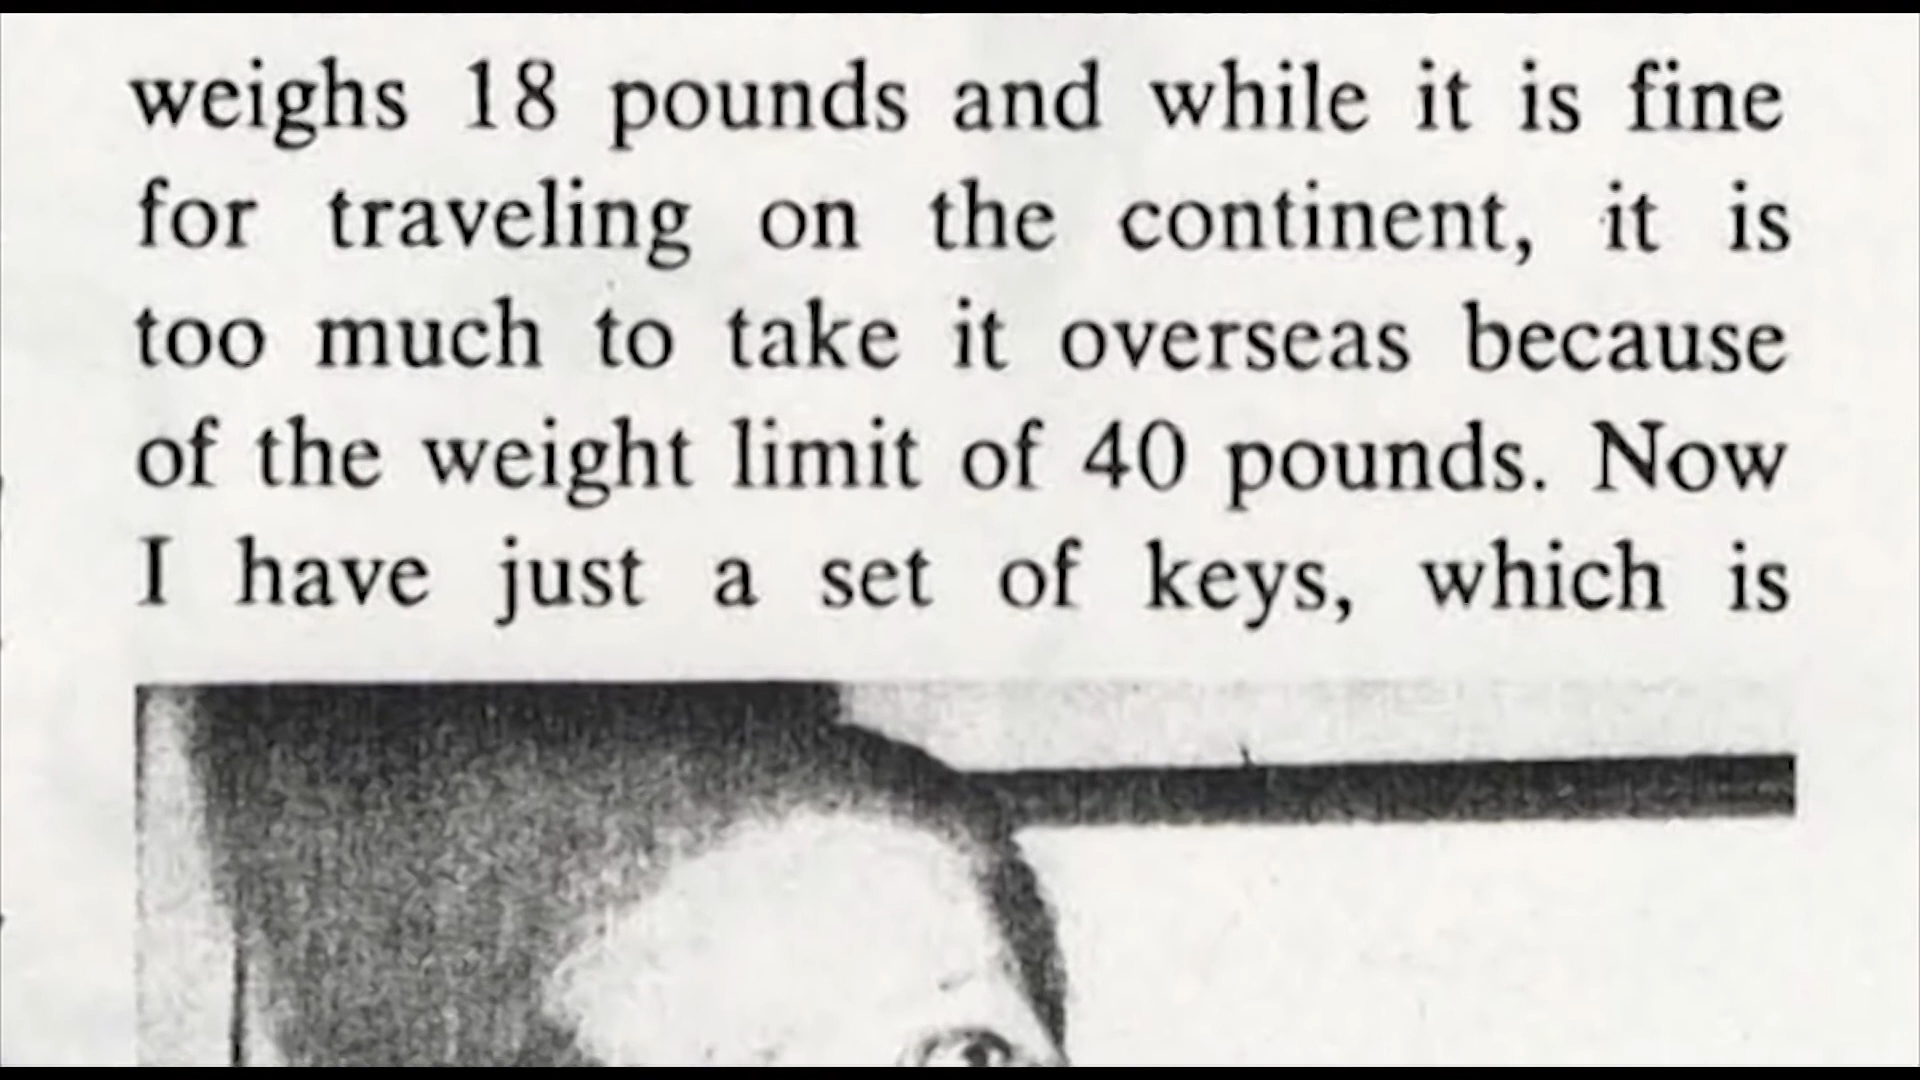 weighs 18 pounds and while it is fine
for traveling on the continent, it is
too much to take it overseas because
of the weight limit of 40 pounds. Now
I have just a set of keys, which is